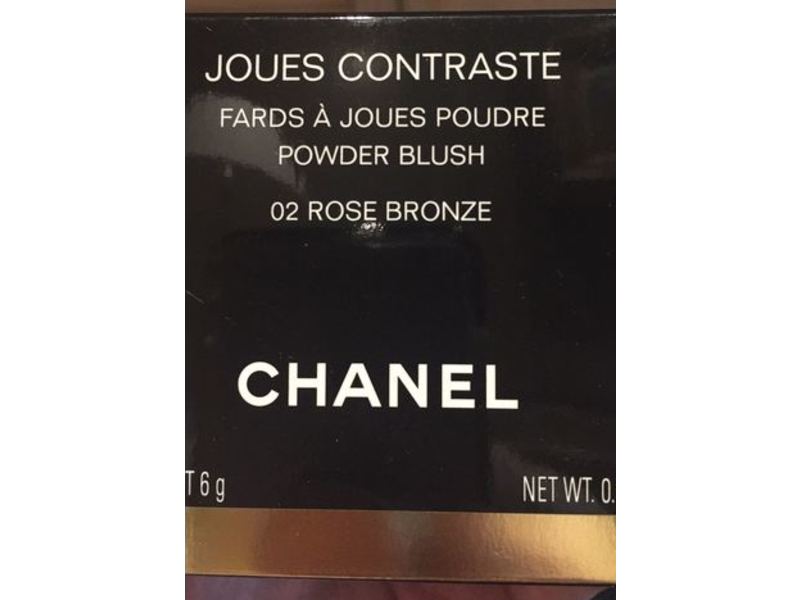 JOUES CONTRASTE
FARDS À JOUES POUDRE
POWDER BLUSH
02 ROSE BRONZE
CHANEL
T 6 g NET WT. 0.